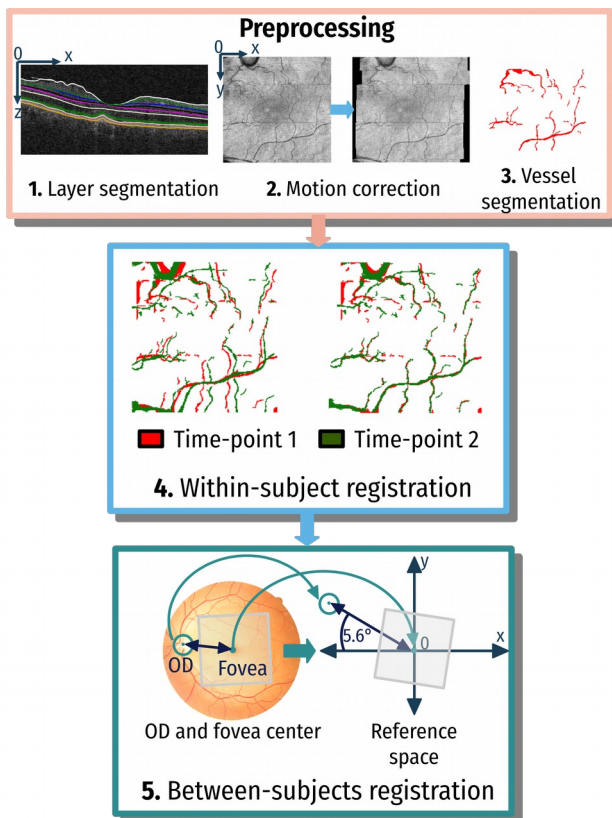 Preprocessing
0 x
z
0 x
y
1. Layer segmentation
2. Motion correction
3. Vessel
segmentation
Time-point 1
Time-point 2
4. Within-subject registration
OD
Fovea
5.6°
y
0
x
OD and fovea center
Reference
space
5. Between-subjects registration